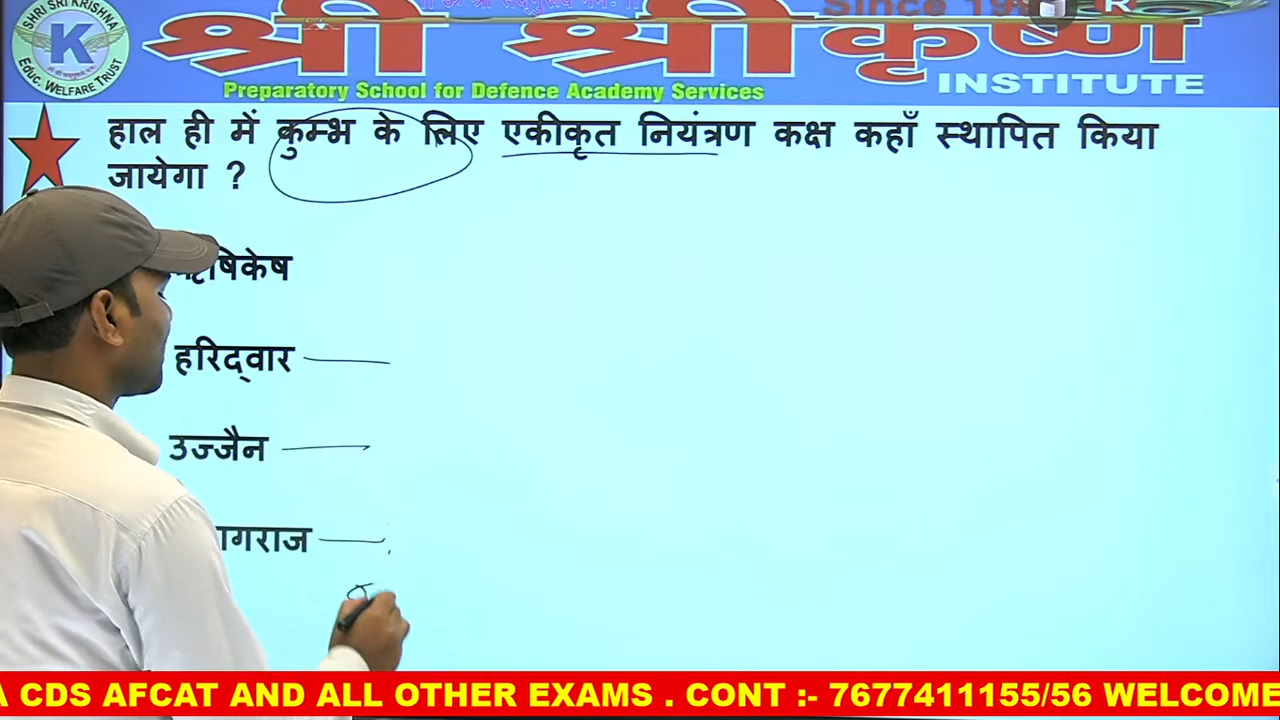 Since
SHRI SRI KRISHNA
K
Educ. WELFARE TRUST
श्री श्रीकृष्ण
INSTITUTE
Preparatory School for Defence Academy Services
हाल ही में कुम्भ के लिए एकीकृत नियंत्रण कक्ष कहाँ स्थापित किया
जायेगा ?
हरिद्वार
उज्जैन
A CDS AFCAT AND ALL OTHER EXAMS . CONT :- 7677411155/56 WELCOME